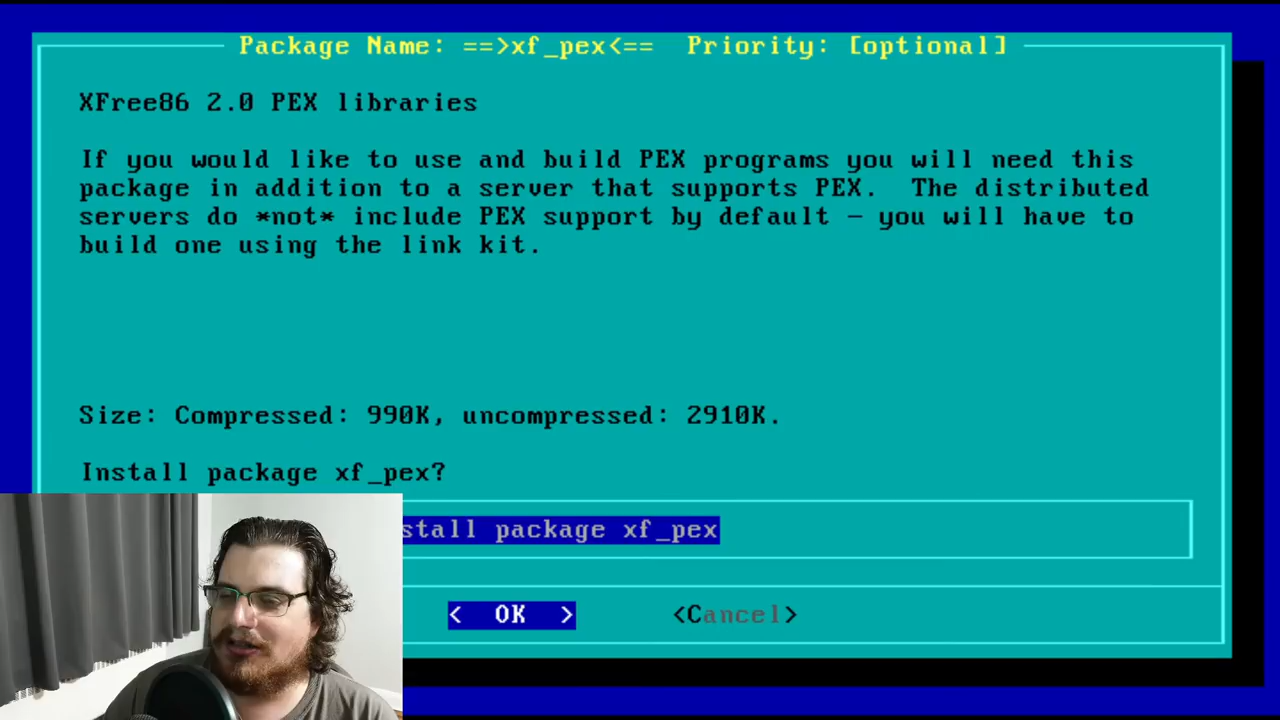 Package Name: ==>xf_pex<== Priority: [optional]
XFree86 2.0 PEX libraries
If you would like to use and build PEX programs you will need this
package in addition to a server that supports PEX. The distributed
servers do *not* include PEX support by default - you will have to
build one using the link kit.
Size: Compressed: 990K, uncompressed: 2910K.
Install package xf_pex?
stall package xf_pex
< OK > <Cancel>